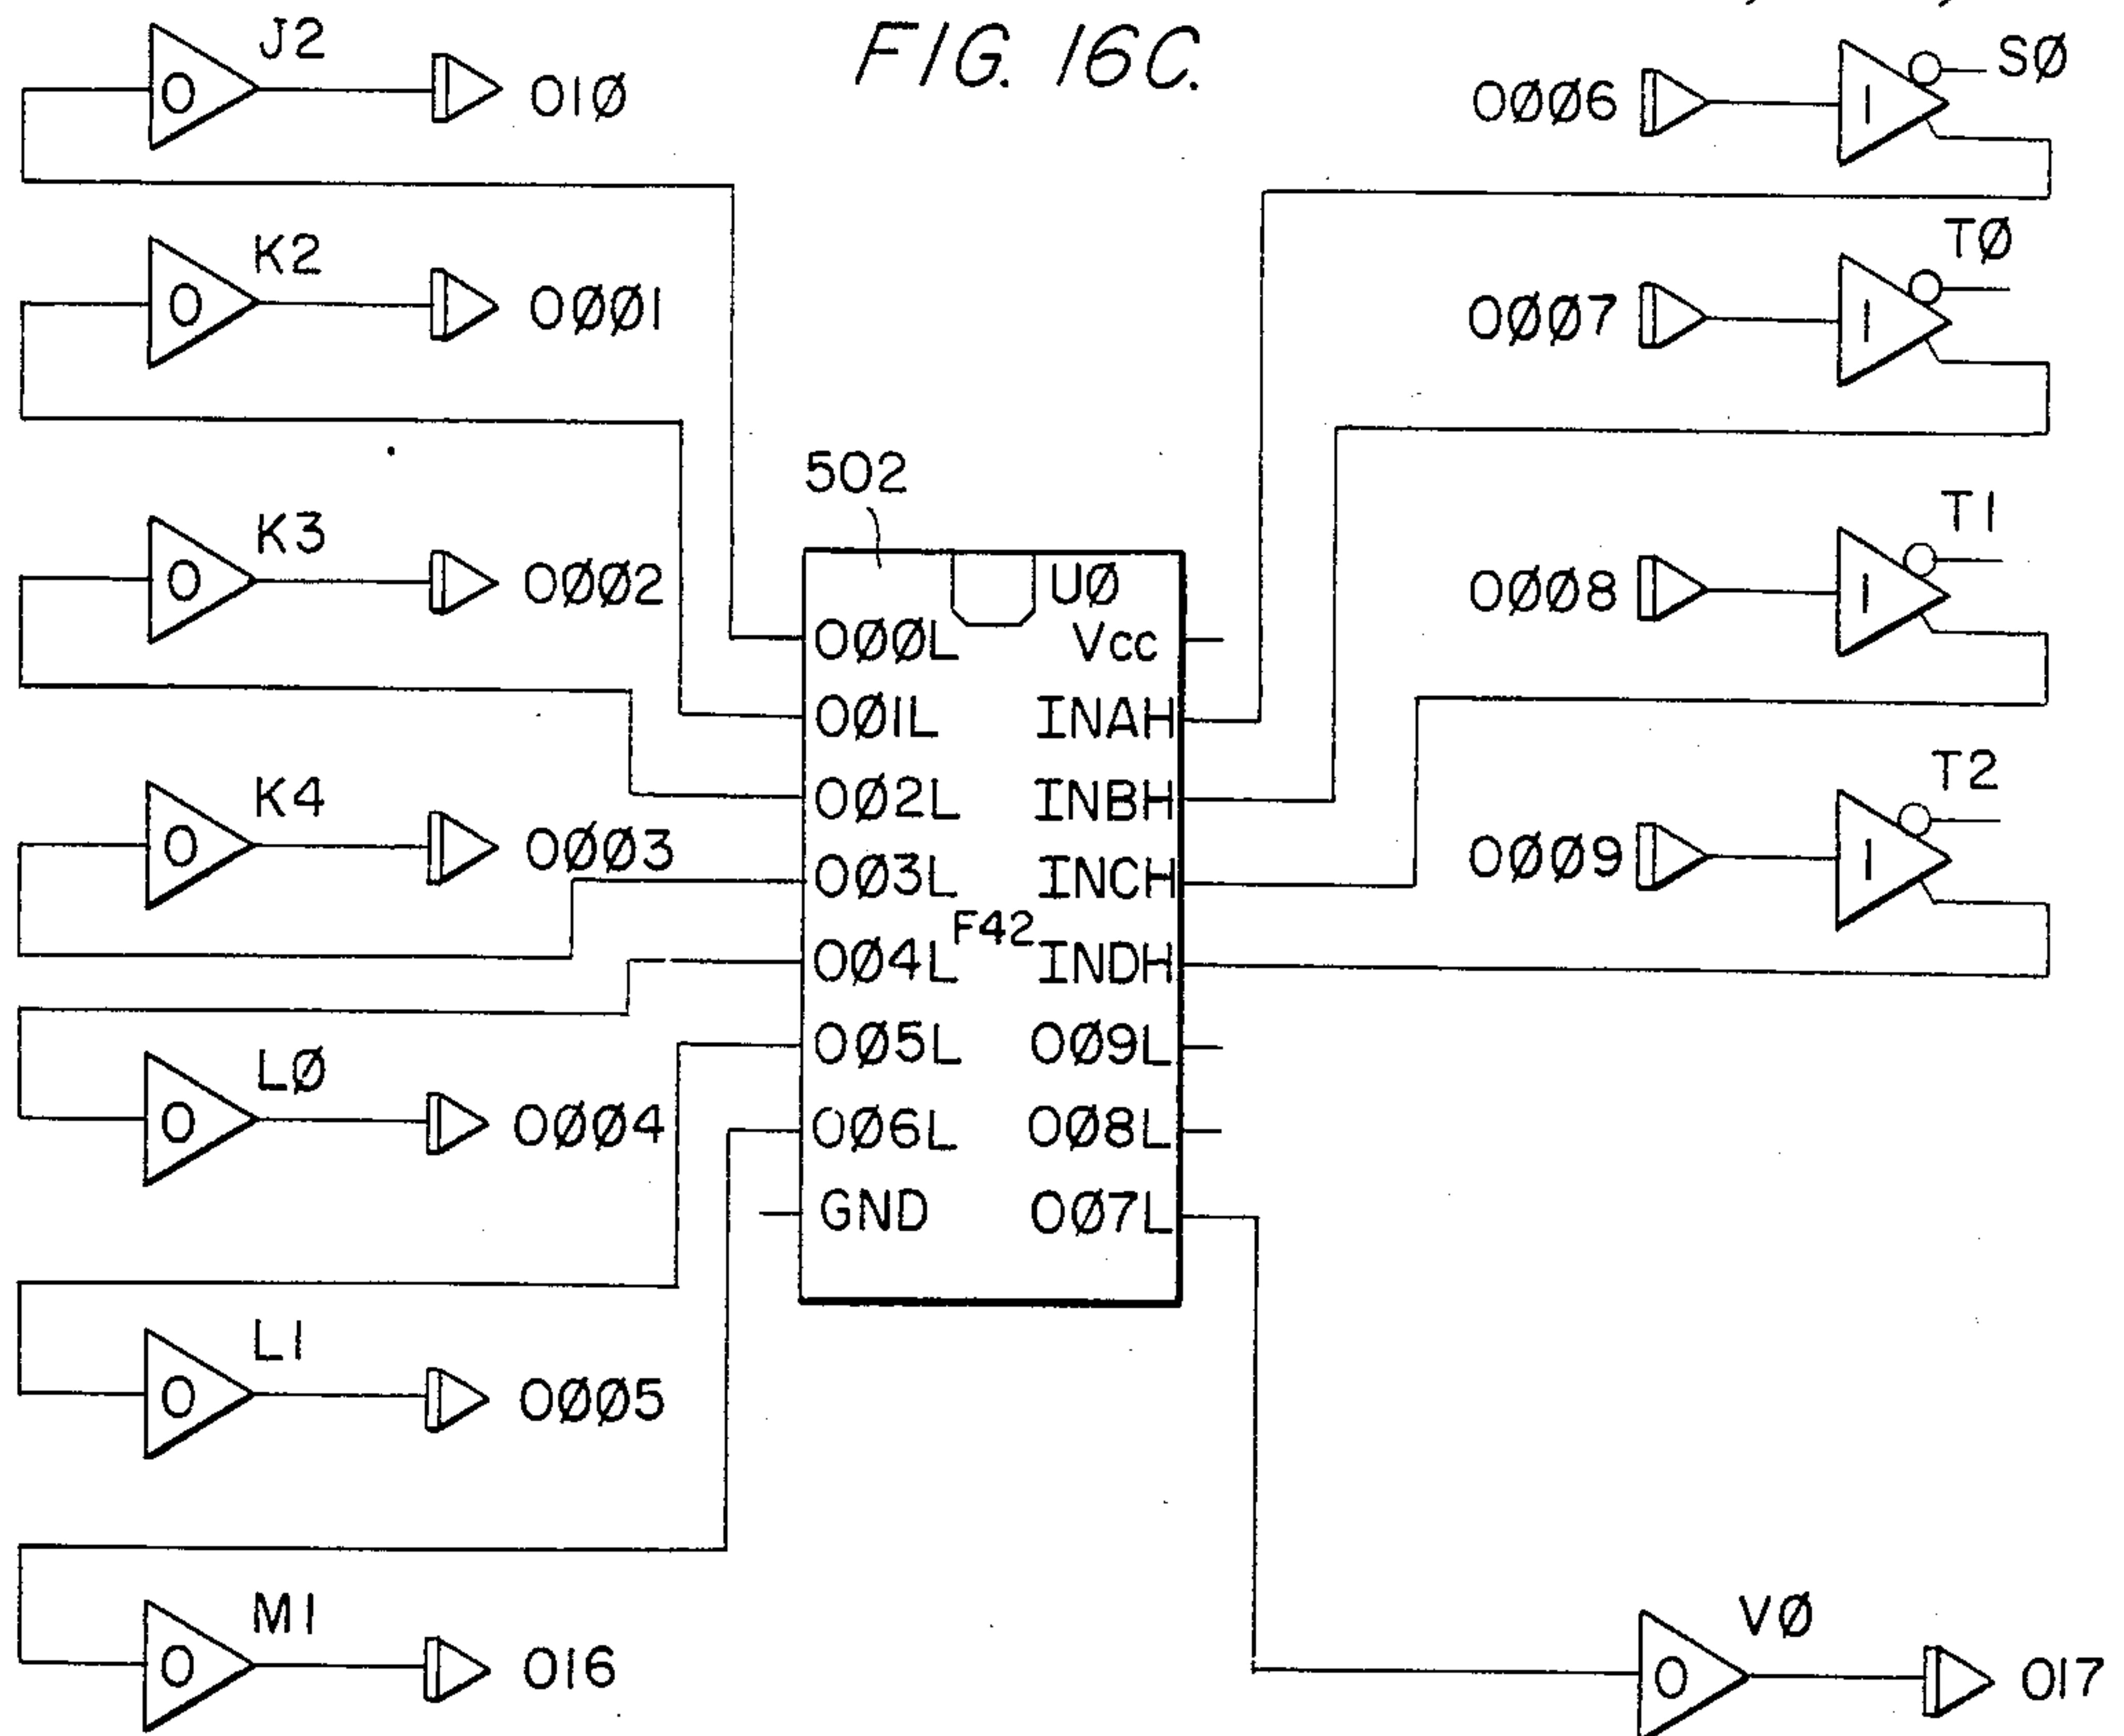 FIG. 16C.
J2
O
O1Ø
K2
O
OØØ1
K3
O
OØØ2
K4
O
OØØ3
LØ
O
OØØ4
L1
O
OØØ5
M1
O
O16
502
UØ
OØØL
Vcc
OØ1L
INAH
OØ2L
INBH
OØ3L
INCH
F42
OØ4L
INDH
OØ5L
OØ9L
OØ6L
OØ8L
GND
OØ7L
SØ
OØØ6
I
TØ
OØØ7
I
T1
OØØ8
I
T2
OØØ9
I
VØ
O
O17